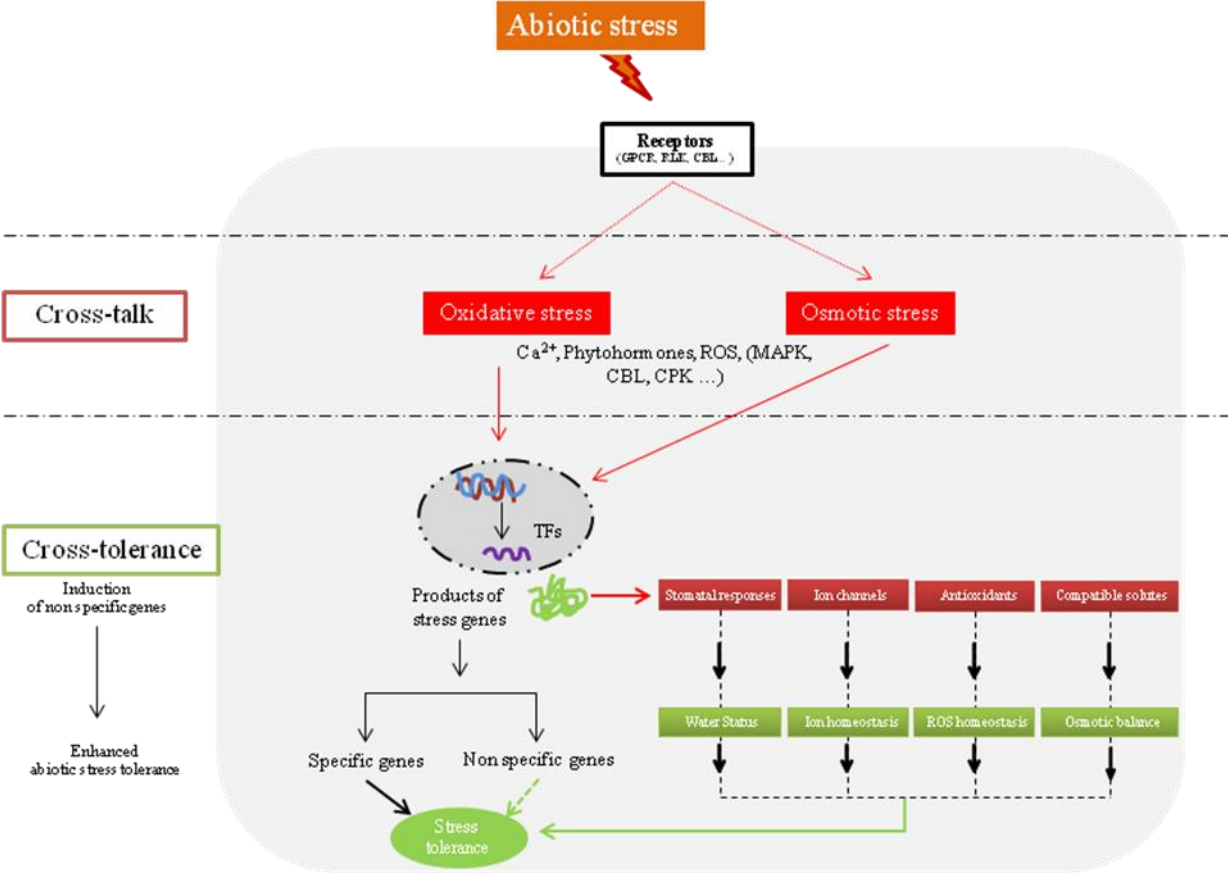 Abiotic stress
Receptors
(GPCR, RLK, CBL...)
Cross-talk
Oxidative stress
Osmotic stress
Ca²⁺, Phytohormones, ROS, (MAPK,
CBL, CPK ...)
TFs
Cross-tolerance
Induction
of non specific genes
Enhanced
abiotic stress tolerance
Products of
stress genes
Stomatal responses
Ion channels
Antioxidants
Compatible solutes
Water Status
Ion homeostasis
ROS homeostasis
Osmotic balance
Specific genes
Non specific genes
Stress
tolerance